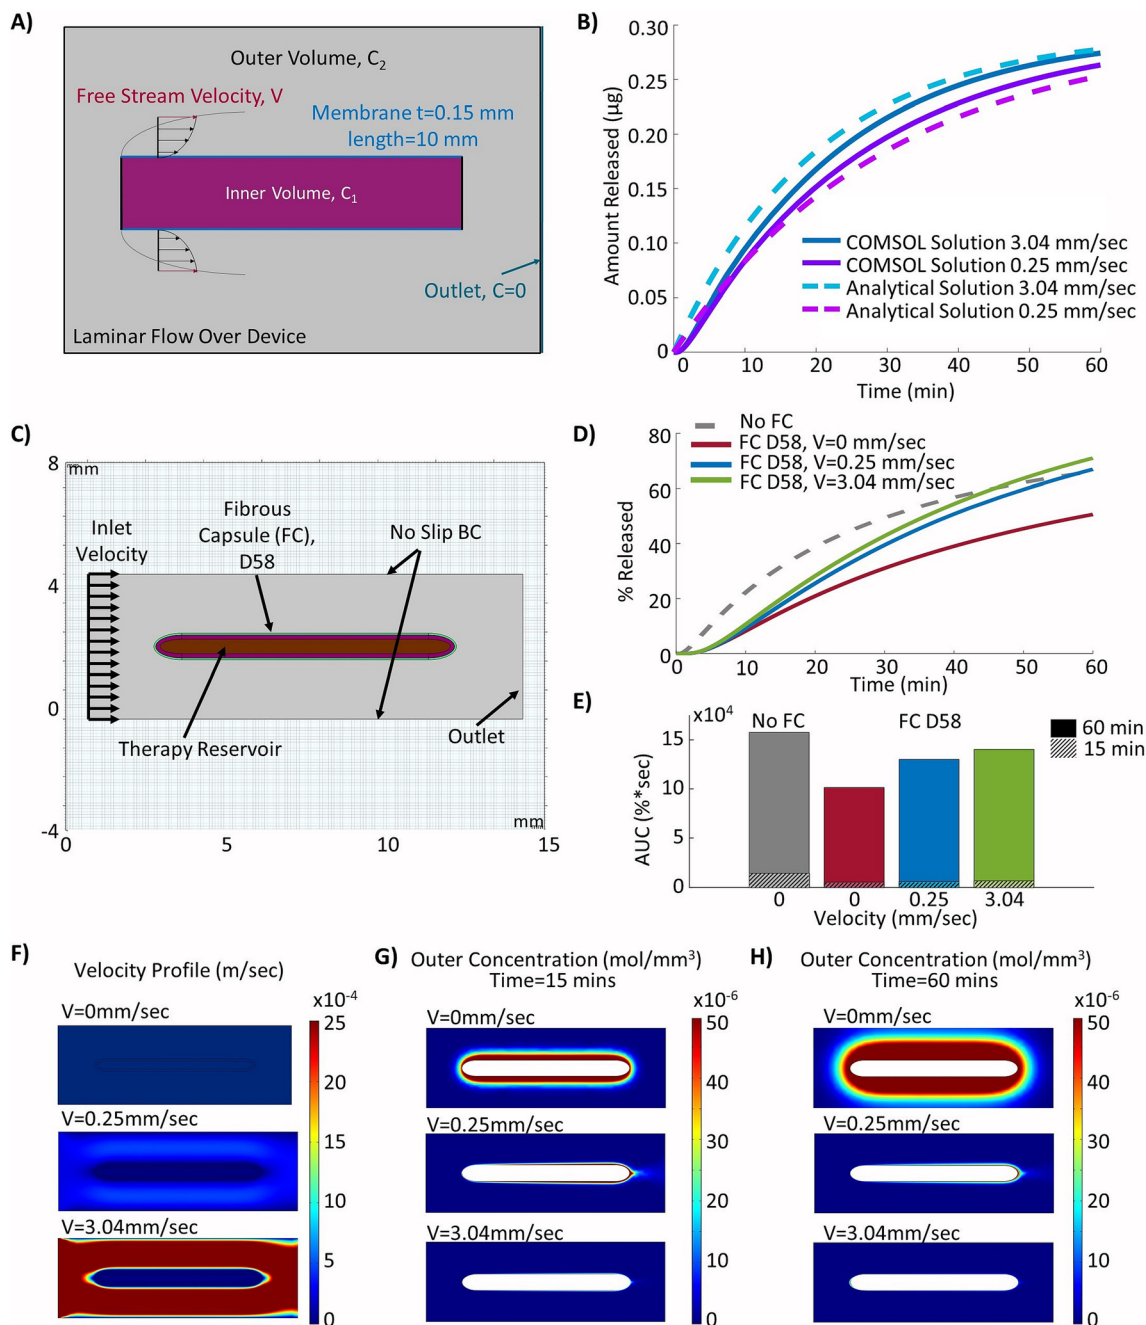 A)
Outer Volume, C₂
Free Stream Velocity, V
Membrane t=0.15 mm
length=10 mm
Inner Volume, C₁
Outlet, C=0
Laminar Flow Over Device
B)
Amount Released (µg)
0.30
0.25
0.20
0.15
0.10
0.05
0
COMSOL Solution 3.04 mm/sec
COMSOL Solution 0.25 mm/sec
Analytical Solution 3.04 mm/sec
Analytical Solution 0.25 mm/sec
0 10 20 30 40 50 60
Time (min)
C)
8
mm
Inlet
Velocity
Fibrous
Capsule (FC),
D58
No Slip BC
4
0
Therapy Reservoir
Outlet
-4
mm
0 5 10 15
D)
No FC
FC D58, V=0 mm/sec
FC D58, V=0.25 mm/sec
FC D58, V=3.04 mm/sec
% Released
80
60
40
20
0
0 10 20 30 40 50 60
Time (min)
E)
x10⁴
No FC
FC D58
60 min
15 min
AUC (%*sec)
15
10
5
0
0 0 0.25 3.04
Velocity (mm/sec)
F)
Velocity Profile (m/sec)
x10⁻⁴
V=0mm/sec
V=0.25mm/sec
V=3.04mm/sec
25
20
15
10
5
0
G)
Outer Concentration (mol/mm³)
Time=15 mins
x10⁻⁶
V=0mm/sec
V=0.25mm/sec
V=3.04mm/sec
50
40
30
20
10
0
H)
Outer Concentration (mol/mm³)
Time=60 mins
x10⁻⁶
V=0mm/sec
V=0.25mm/sec
V=3.04mm/sec
50
40
30
20
10
0